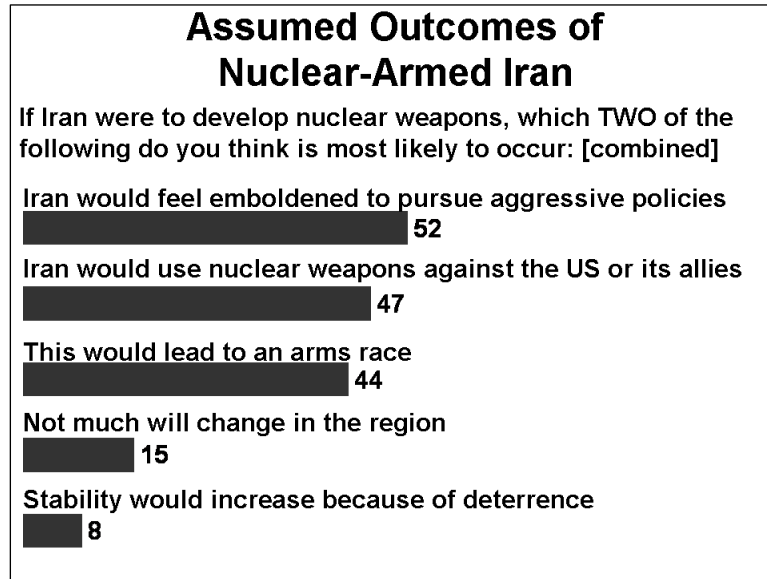 Assumed Outcomes of
Nuclear-Armed Iran
If Iran were to develop nuclear weapons, which TWO of the
following do you think is most likely to occur: [combined]
Iran would feel emboldened to pursue aggressive policies
52
Iran would use nuclear weapons against the US or its allies
47
This would lead to an arms race
44
Not much will change in the region
15
Stability would increase because of deterrence
8